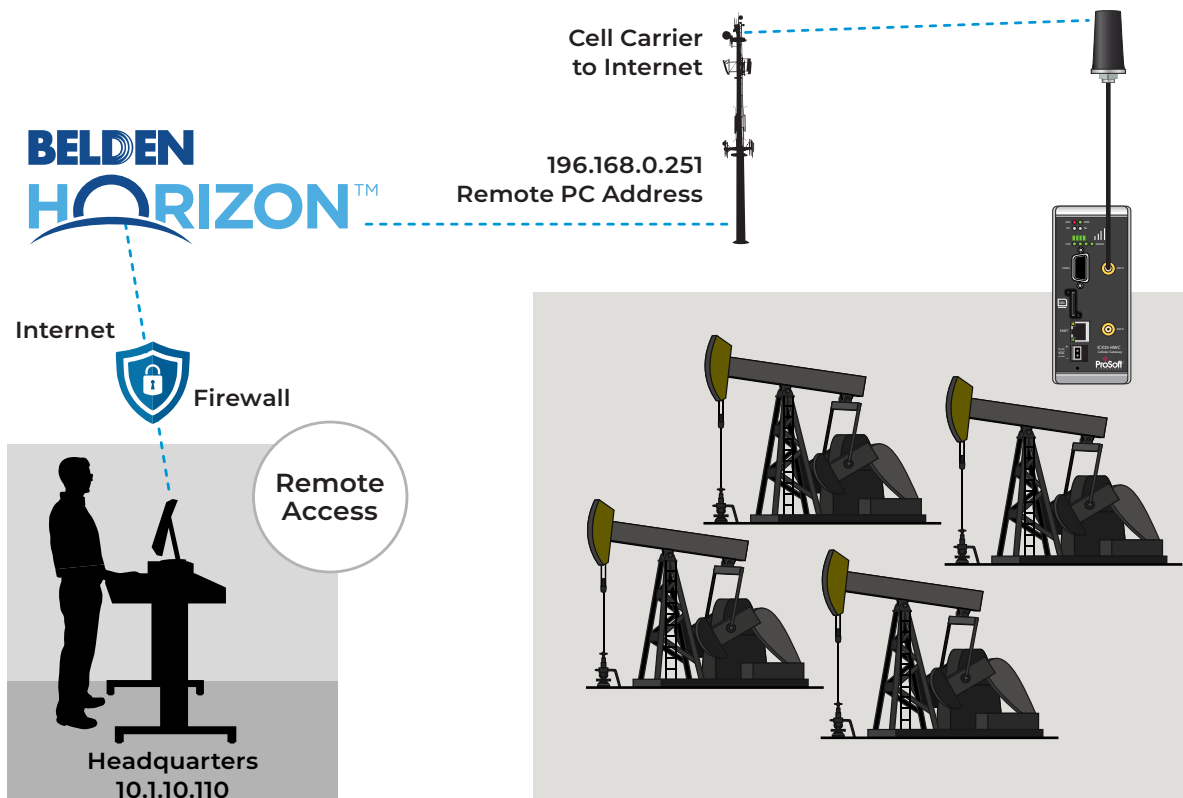 Cell Carrier
to Internet
BELDEN
HORIZON™
196.168.0.251
Remote PC Address
Internet
Firewall
Remote
Access
Headquarters
10.1.10.110
ProSoft